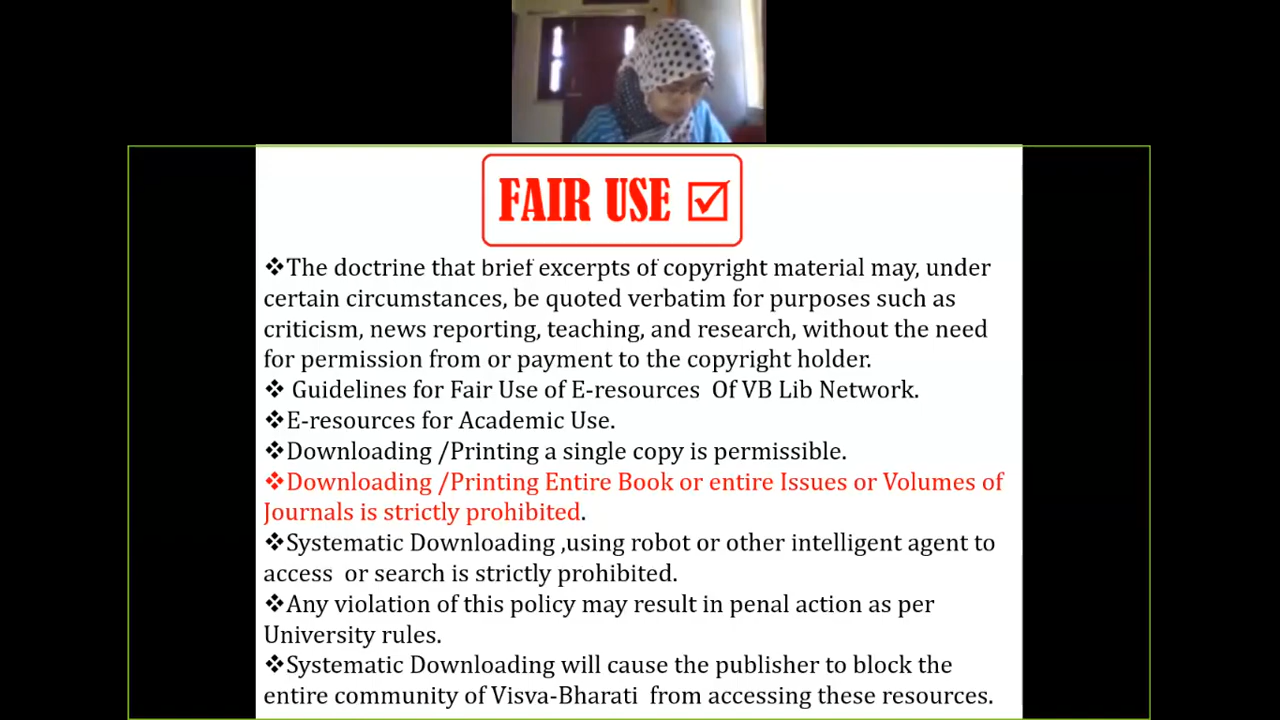 FAIR USE ☑
❖The doctrine that brief excerpts of copyright material may, under
certain circumstances, be quoted verbatim for purposes such as
criticism, news reporting, teaching, and research, without the need
for permission from or payment to the copyright holder.
❖ Guidelines for Fair Use of E-resources  Of VB Lib Network.
❖E-resources for Academic Use.
❖Downloading /Printing a single copy is permissible.
❖Downloading /Printing Entire Book or entire Issues or Volumes of
Journals is strictly prohibited.
❖Systematic Downloading ,using robot or other intelligent agent to
access  or search is strictly prohibited.
❖Any violation of this policy may result in penal action as per
University rules.
❖Systematic Downloading will cause the publisher to block the
entire community of Visva-Bharati  from accessing these resources.